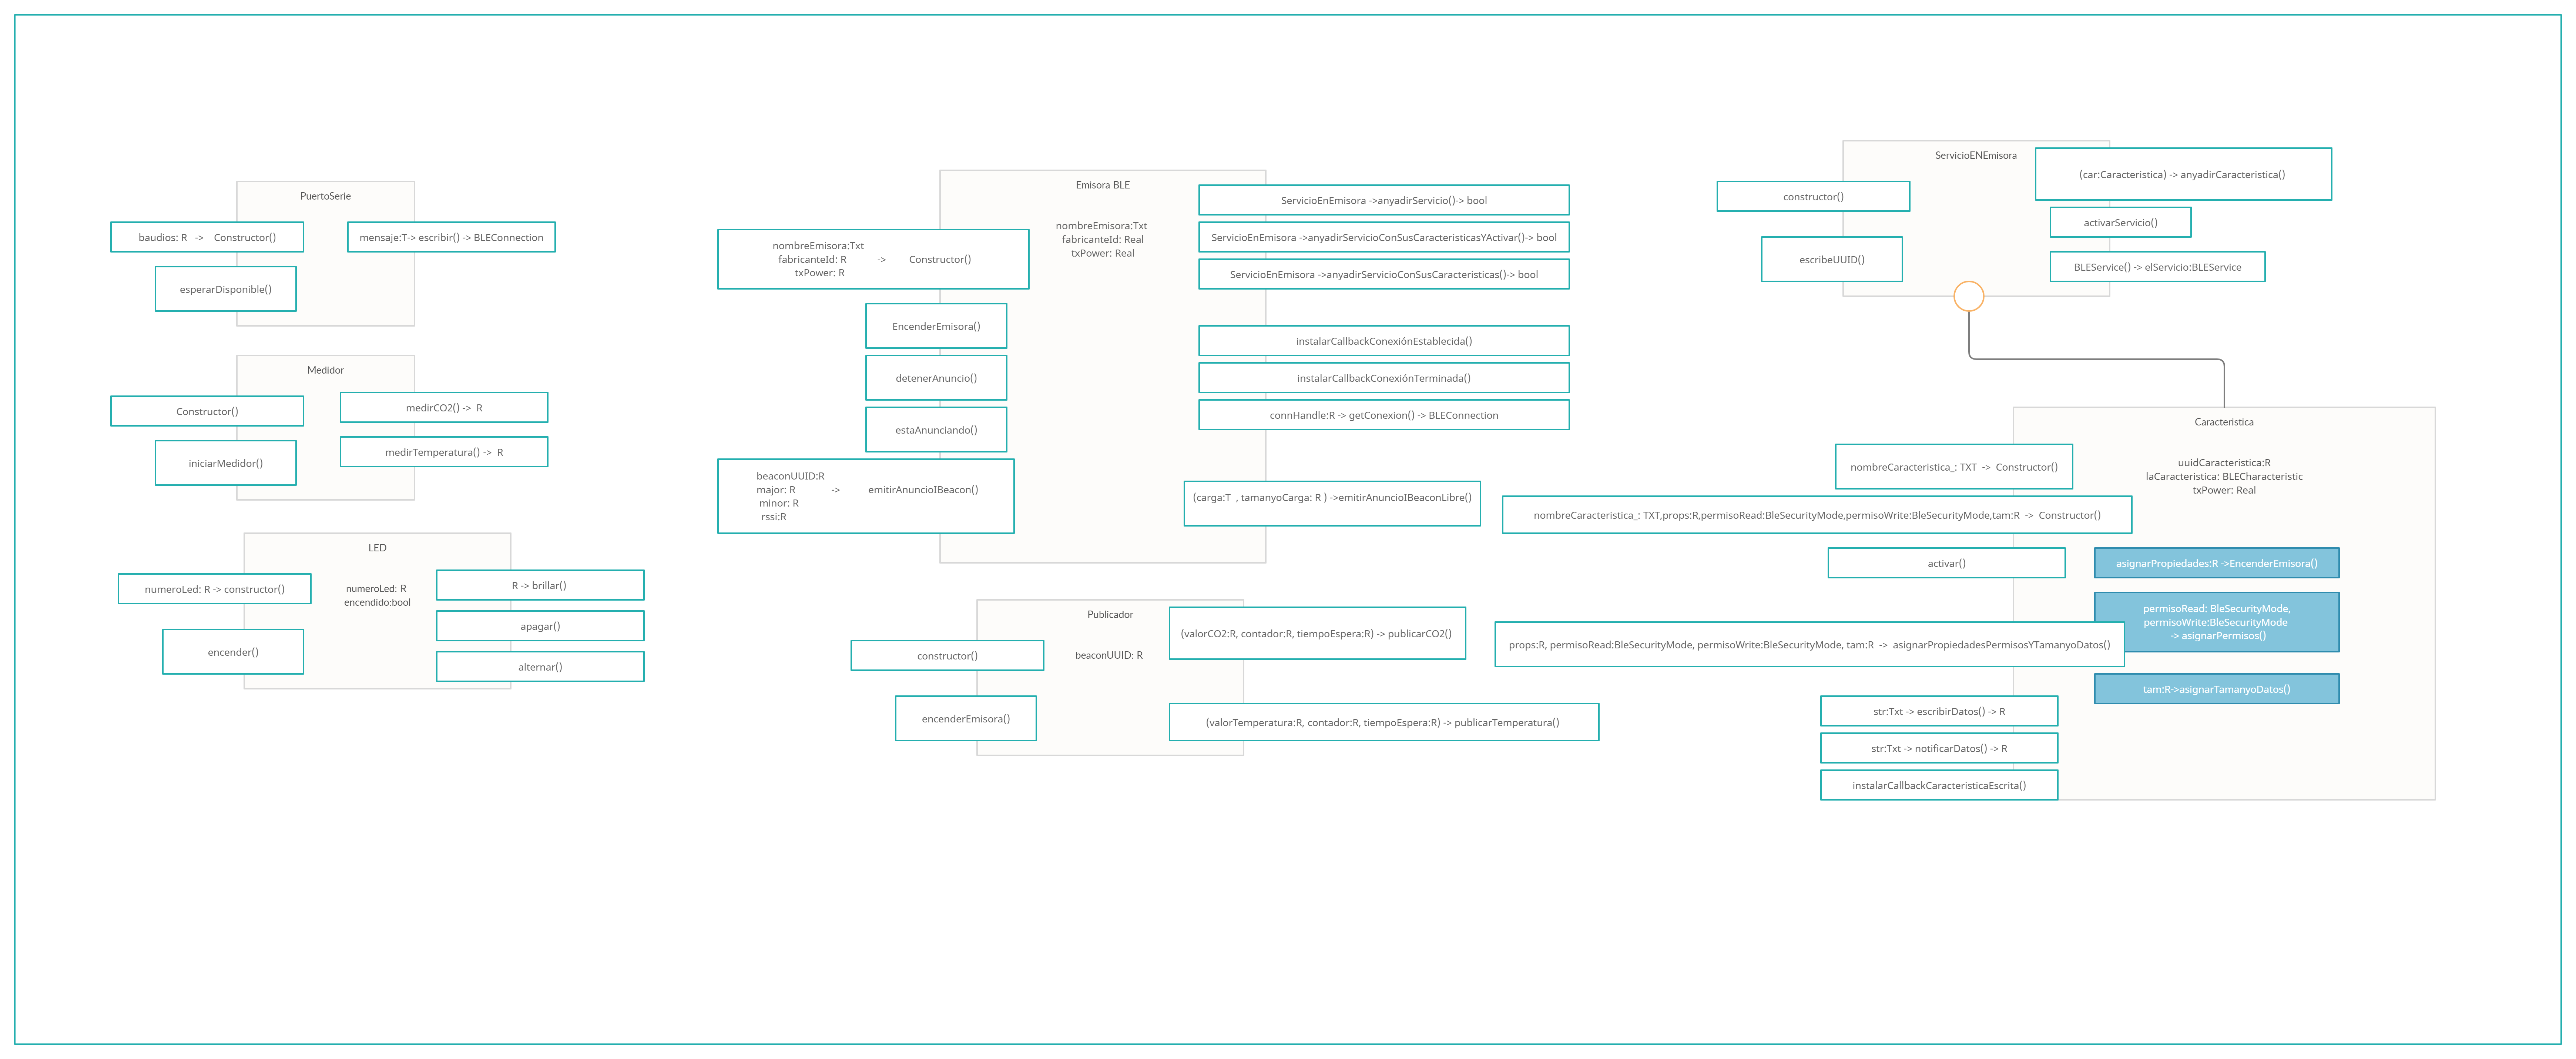 PuertoSerie
baudios: R -> Constructor()
mensaje:T-> escribir() -> BLEConnection
esperarDisponible()
Medidor
Constructor()
medirCO2() -> R
iniciarMedidor()
medirTemperatura() -> R
LED
numeroLed: R -> constructor()
numeroLed: R
encendido:bool
R -> brillar()
encender()
apagar()
alternar()
Emisora BLE
nombreEmisora:Txt
fabricanteId: Real
txPower: Real
nombreEmisora:Txt
fabricanteId: R -> Constructor()
txPower: R
EncenderEmisora()
detenerAnuncio()
estaAnunciando()
beaconUUID:R
major: R -> emitirAnuncioIBeacon()
minor: R
rssi:R
ServicioEnEmisora ->anyadirServicio()-> bool
ServicioEnEmisora ->anyadirServicioConSusCaracteristicasYActivar()-> bool
ServicioEnEmisora ->anyadirServicioConSusCaracteristicas()-> bool
instalarCallbackConexiónEstablecida()
instalarCallbackConexiónTerminada()
connHandle:R -> getConexion() -> BLEConnection
(carga:T , tamanyoCarga: R ) ->emitirAnuncioIBeaconLibre()
Publicador
constructor()
beaconUUID: R
(valorCO2:R, contador:R, tiempoEspera:R) -> publicarCO2()
encenderEmisora()
(valorTemperatura:R, contador:R, tiempoEspera:R) -> publicarTemperatura()
ServicioENEmisora
constructor()
(car:Caracteristica) -> anyadirCaracteristica()
activarServicio()
escribeUUID()
BLEService() -> elServicio:BLEService
Caracteristica
uuidCaracteristica:R
laCaracteristica: BLECharacteristic
txPower: Real
nombreCaracteristica_: TXT -> Constructor()
nombreCaracteristica_: TXT,props:R,permisoRead:BleSecurityMode,permisoWrite:BleSecurityMode,tam:R -> Constructor()
activar()
asignarPropiedades:R ->EncenderEmisora()
permisoRead: BleSecurityMode,
permisoWrite:BleSecurityMode
-> asignarPermisos()
props:R, permisoRead:BleSecurityMode, permisoWrite:BleSecurityMode, tam:R -> asignarPropiedadesPermisosYTamanyoDatos()
tam:R->asignarTamanyoDatos()
str:Txt -> escribirDatos() -> R
str:Txt -> notificarDatos() -> R
instalarCallbackCaracteristicaEscrita()